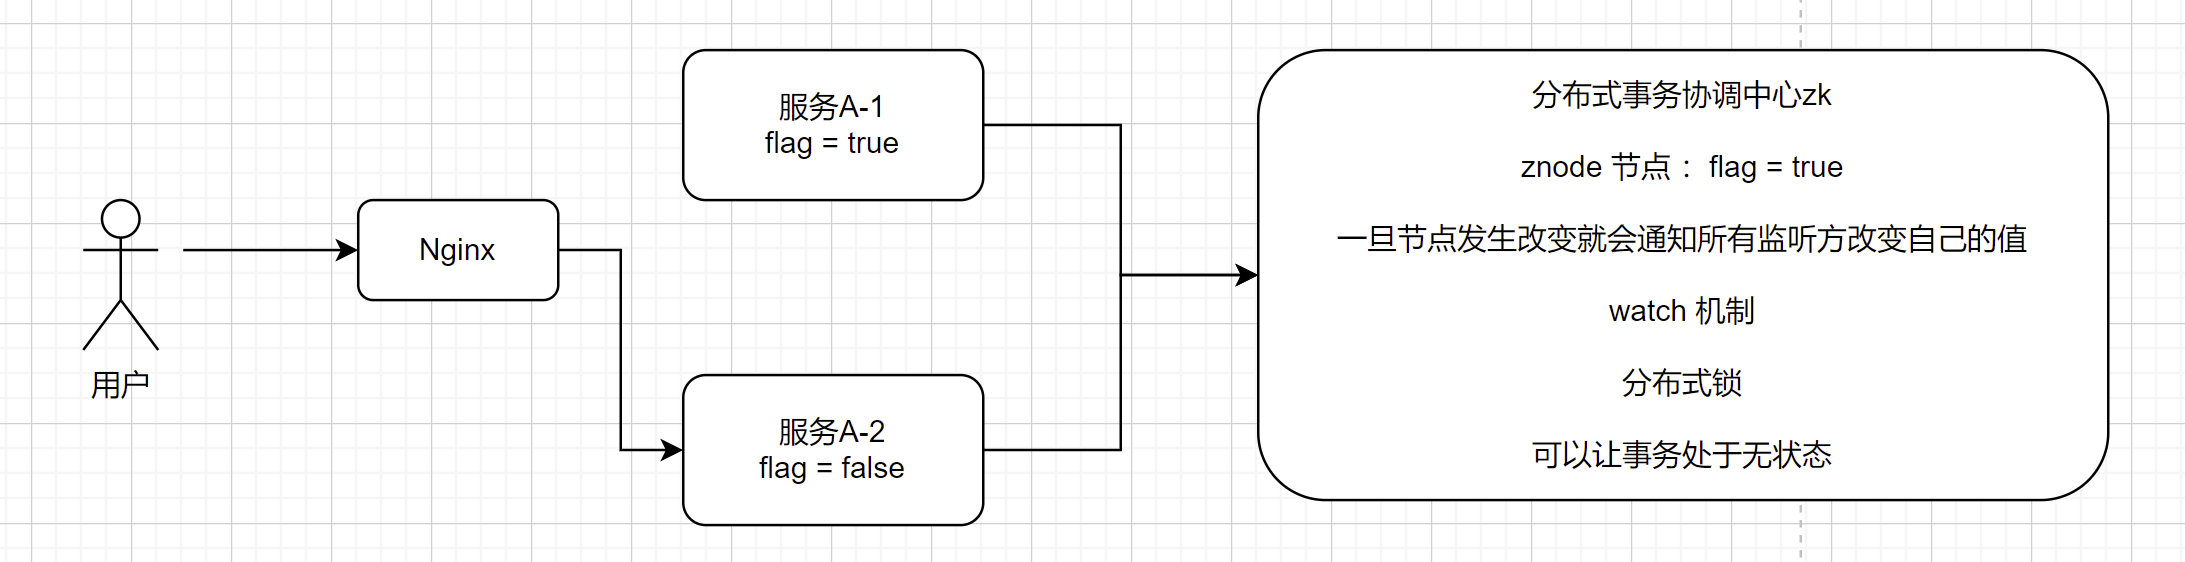 用户
Nginx
服务A-1
flag = true
服务A-2
flag = false
分布式事务协调中心zk
znode 节点 ：flag = true
一旦节点发生改变就会通知所有监听方改变自己的值
watch 机制
分布式锁
可以让事务处于无状态